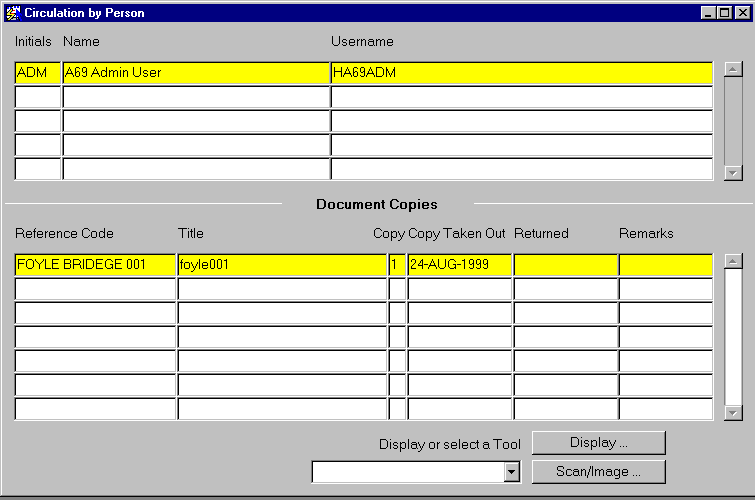 Circulation by Person
Initials Name Username
ADM A69 Admin User HA69ADM
Document Copies
Reference Code Title Copy Copy Taken Out Returned Remarks
FOYLE BRIDEGE 001 foyle001 1 24-AUG-1999
Display or select a Tool Display ...
Scan/Image ...